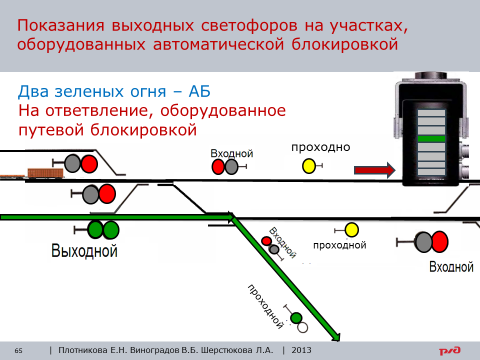 Показания выходных светофоров на участках,
оборудованных автоматической блокировкой
Два зеленых огня – АБ
На ответвление, оборудованное
путевой блокировкой
Входной
проходно
Выходной
Входной
проходной
Входной
проходной
65 | Плотникова Е.Н. Виноградов В.Б. Шерстюкова Л.А. | 2013
ржд